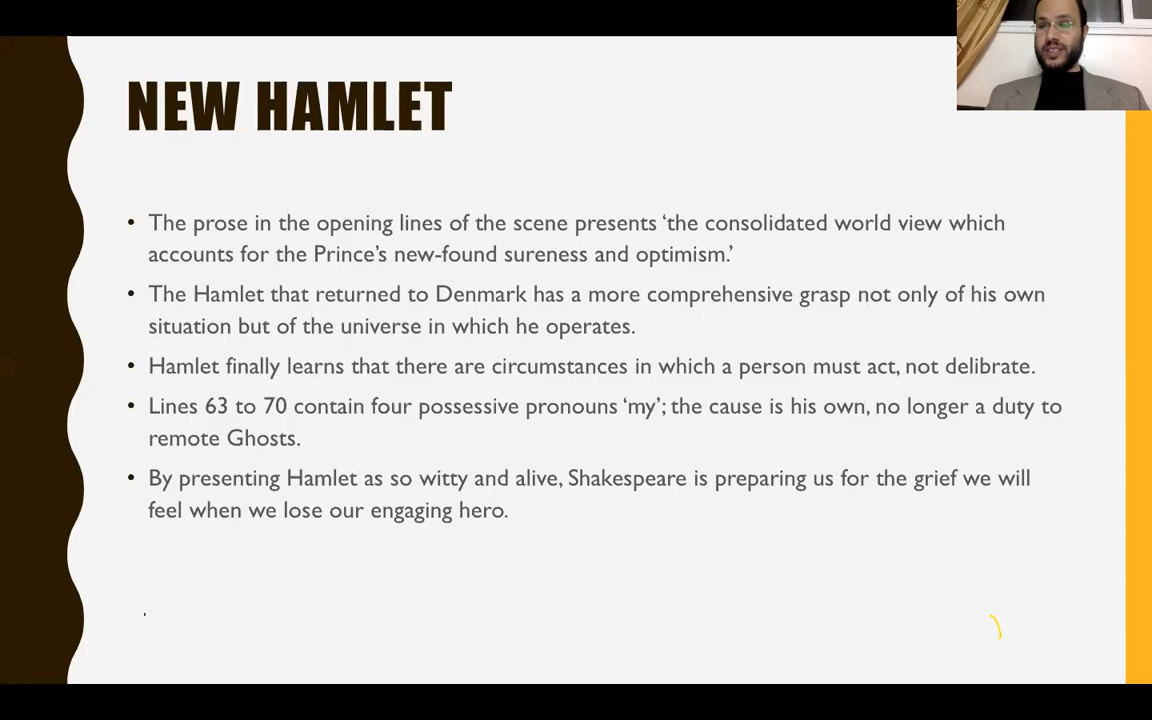 NEW HAMLET
• The prose in the opening lines of the scene presents ‘the consolidated world view which
accounts for the Prince’s new-found sureness and optimism.’
• The Hamlet that returned to Denmark has a more comprehensive grasp not only of his own
situation but of the universe in which he operates.
• Hamlet finally learns that there are circumstances in which a person must act, not delibrate.
• Lines 63 to 70 contain four possessive pronouns ‘my’; the cause is his own, no longer a duty to
remote Ghosts.
• By presenting Hamlet as so witty and alive, Shakespeare is preparing us for the grief we will
feel when we lose our engaging hero.